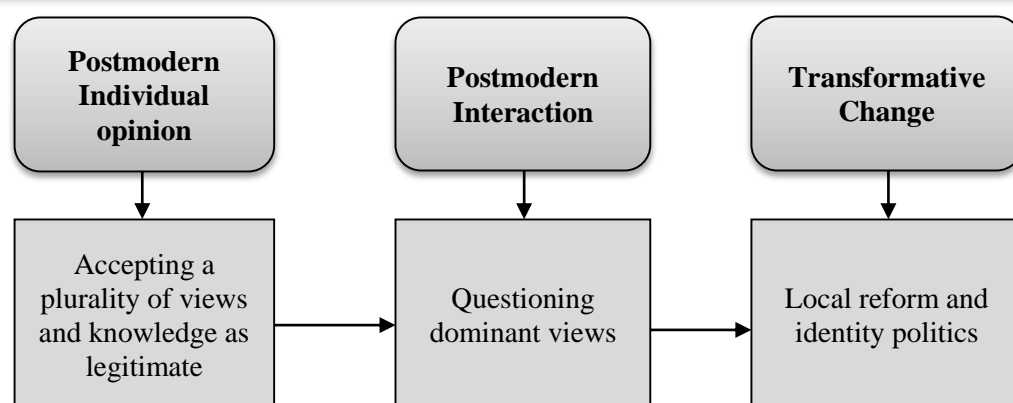 Postmodern
Individual
opinion
Postmodern
Interaction
Transformative
Change
Accepting a
plurality of views
and knowledge as
legitimate
Questioning
dominant views
Local reform and
identity politics